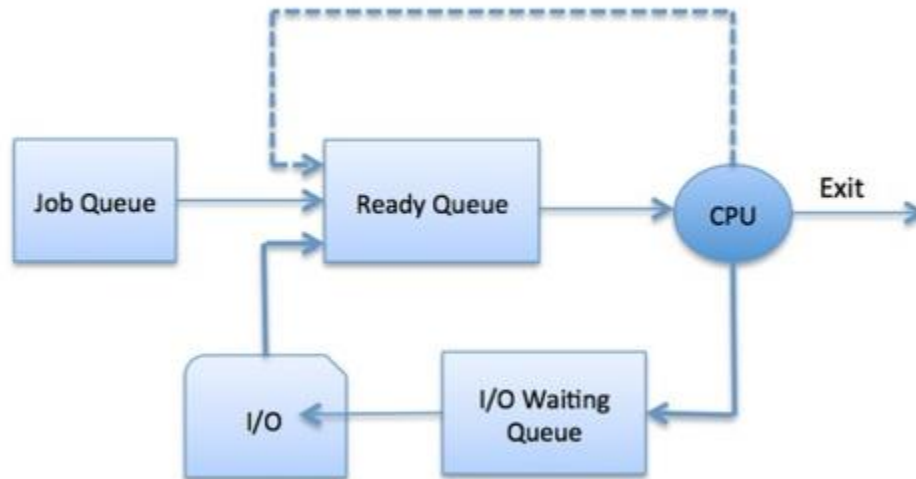 Job Queue
Ready Queue
CPU
Exit
I/O
I/O Waiting
Queue